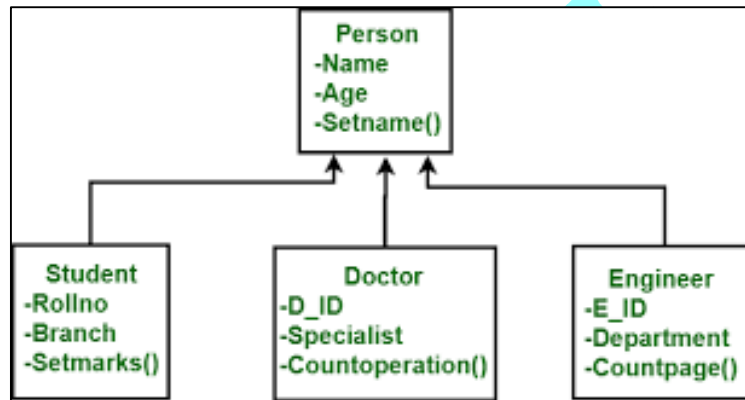 Person
-Name
-Age
-Setname()
Student
-Rollno
-Branch
-Setmarks()
Doctor
-D_ID
-Specialist
-Countoperation()
Engineer
-E_ID
-Department
-Countpage()